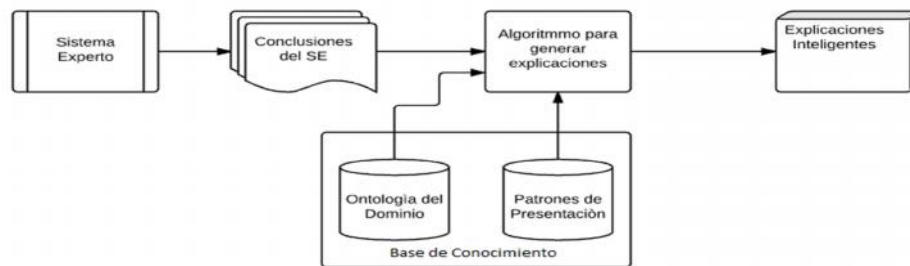 Sistema
Experto
Conclusiones
del SE
Algoritmmo para
generar
explicaciones
Explicaciones
Inteligentes
Ontologìa del
Dominio
Patrones de
Presentaciòn
Base de Conocimiento